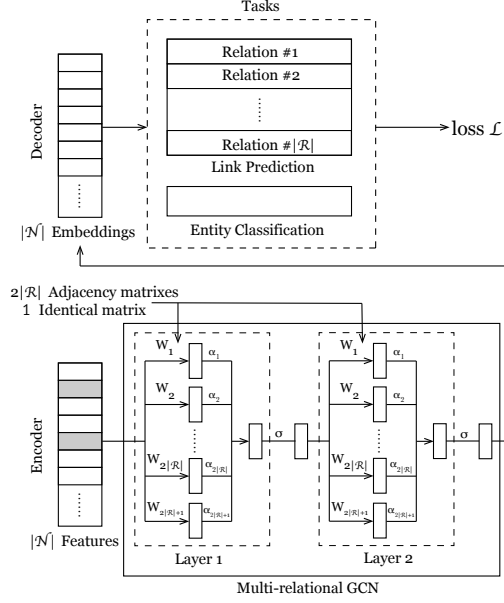 Tasks
Decoder
Relation #1
Relation #2
Relation #|ℛ|
Link Prediction
Entity Classification
loss ℒ
|𝒩| Embeddings
2|ℛ| Adjacency matrixes
1 Identical matrix
Encoder
|𝒩| Features
W₁ α₁
W₂ α₂
W₂|ℛ| α₂|ℛ|
W₂|ℛ|₊₁ α₂|ℛ|₊₁
σ
Layer 1
W₁ α₁
W₂ α₂
W₂|ℛ| α₂|ℛ|
W₂|ℛ|₊₁ α₂|ℛ|₊₁
σ
Layer 2
Multi-relational GCN